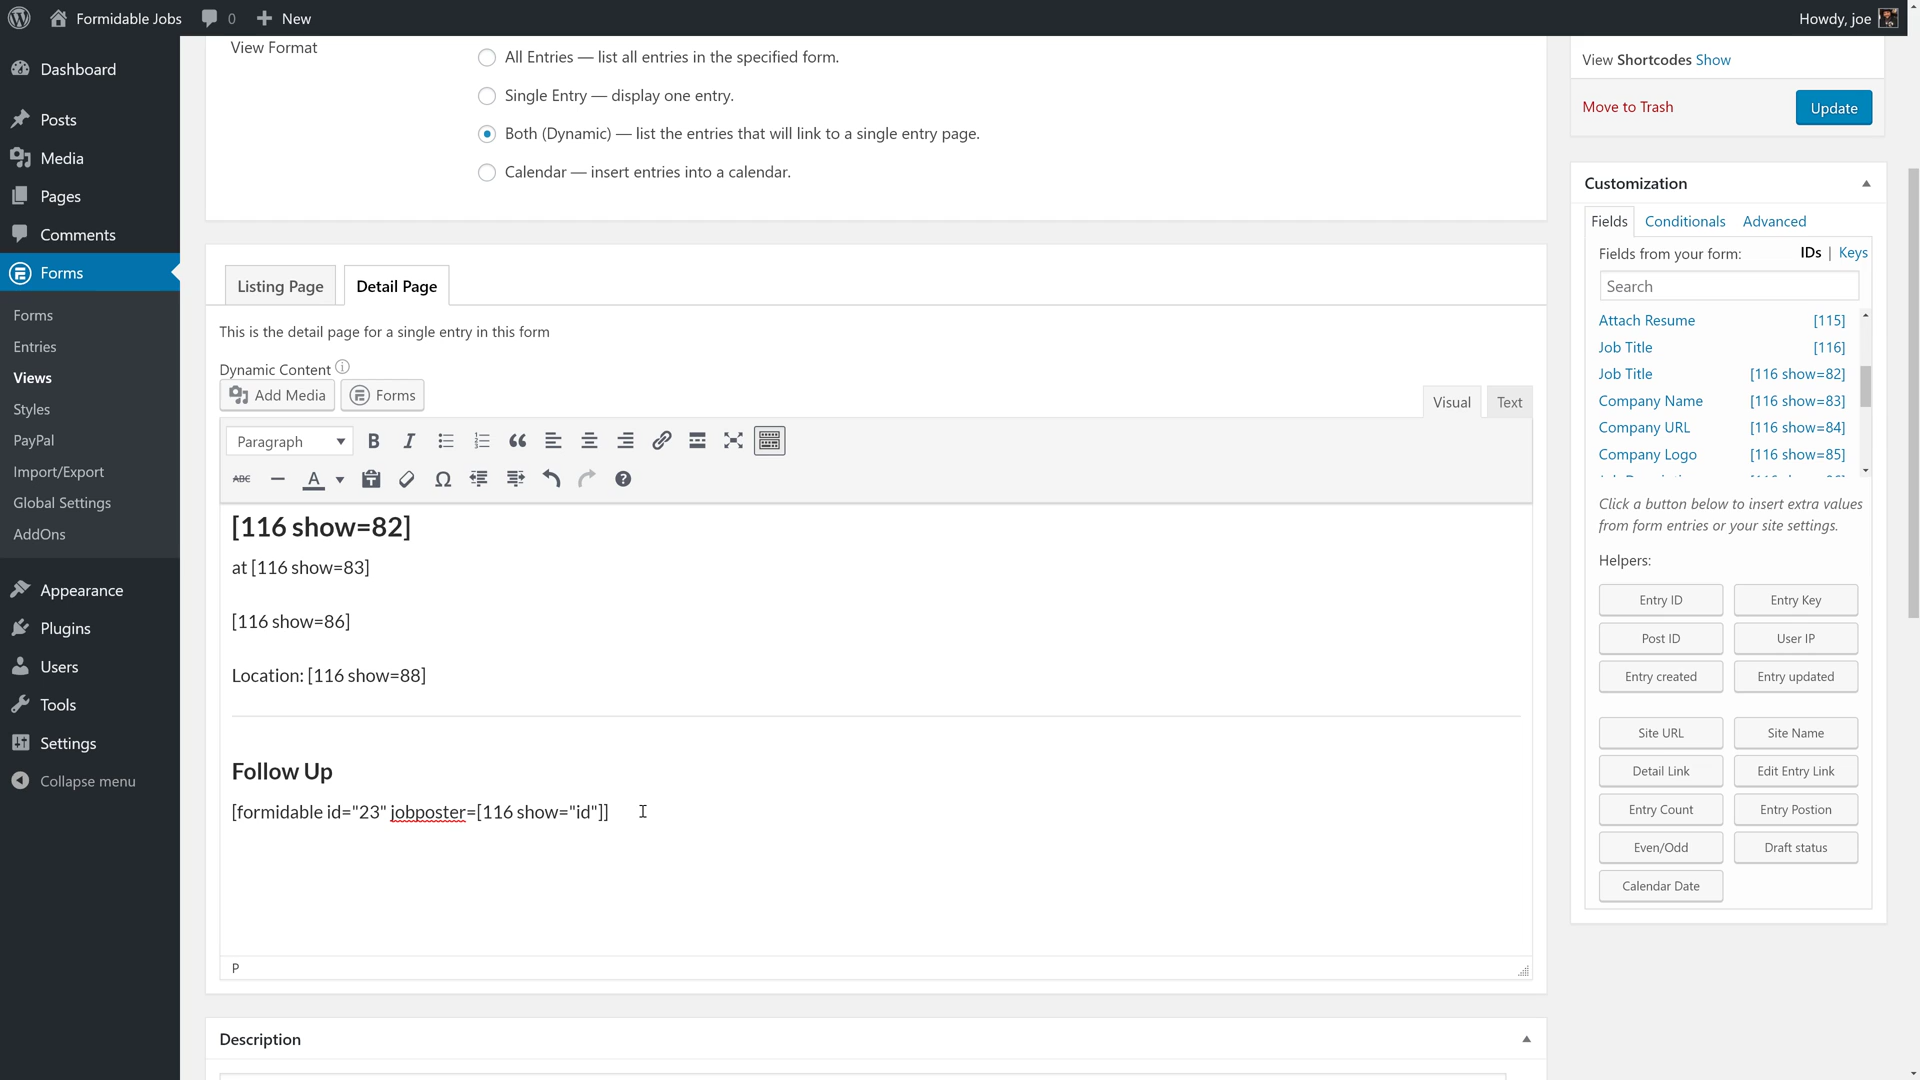 Formidable Jobs
0
New
Howdy, joe
Dashboard
Posts
Media
Pages
Comments
Forms
Forms
Entries
Views
Styles
PayPal
Import/Export
Global Settings
AddOns
Appearance
Plugins
Users
Tools
Settings
Collapse menu
View Format
All Entries — list all entries in the specified form.
Single Entry — display one entry.
Both (Dynamic) — list the entries that will link to a single entry page.
Calendar — insert entries into a calendar.
Listing Page
Detail Page
This is the detail page for a single entry in this form
Dynamic Content
Add Media
Forms
Visual
Text
Paragraph
B
I
ABC
A
Ω
[116 show=82]
at [116 show=83]
[116 show=86]
Location: [116 show=88]
Follow Up
[formidable id="23" jobposter=[116 show="id"]]
P
Description
View Shortcodes Show
Move to Trash
Update
Customization
Fields
Conditionals
Advanced
Fields from your form:
IDs | Keys
Search
Attach Resume [115]
Job Title [116]
Job Title [116 show=82]
Company Name [116 show=83]
Company URL [116 show=84]
Company Logo [116 show=85]
Click a button below to insert extra values
from form entries or your site settings.
Helpers:
Entry ID
Entry Key
Post ID
User IP
Entry created
Entry updated
Site URL
Site Name
Detail Link
Edit Entry Link
Entry Count
Entry Postion
Even/Odd
Draft status
Calendar Date